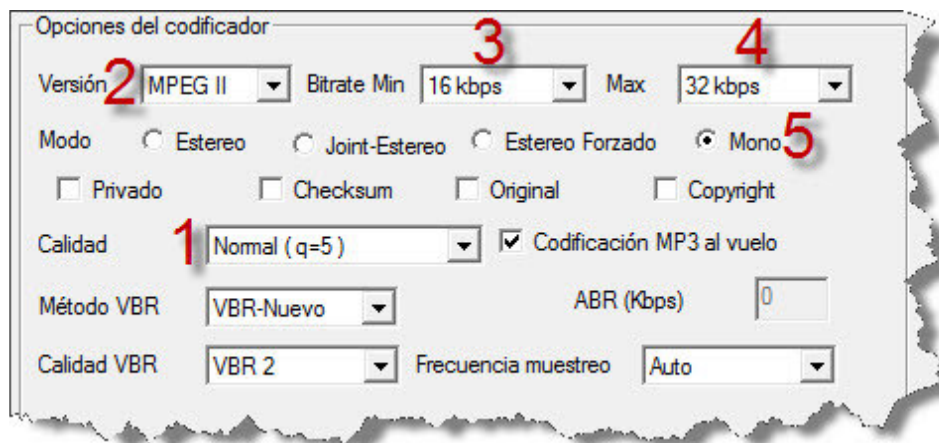 Opciones del codificador
3 4
Versión 2 MPEG II Bitrate Min 16 kbps Max 32 kbps
Modo Estereo Joint-Estereo Estereo Forzado Mono 5
Privado Checksum Original Copyright
Calidad 1 Normal ( q=5 ) Codificación MP3 al vuelo
Método VBR VBR-Nuevo ABR (Kbps) 0
Calidad VBR VBR 2 Frecuencia muestreo Auto